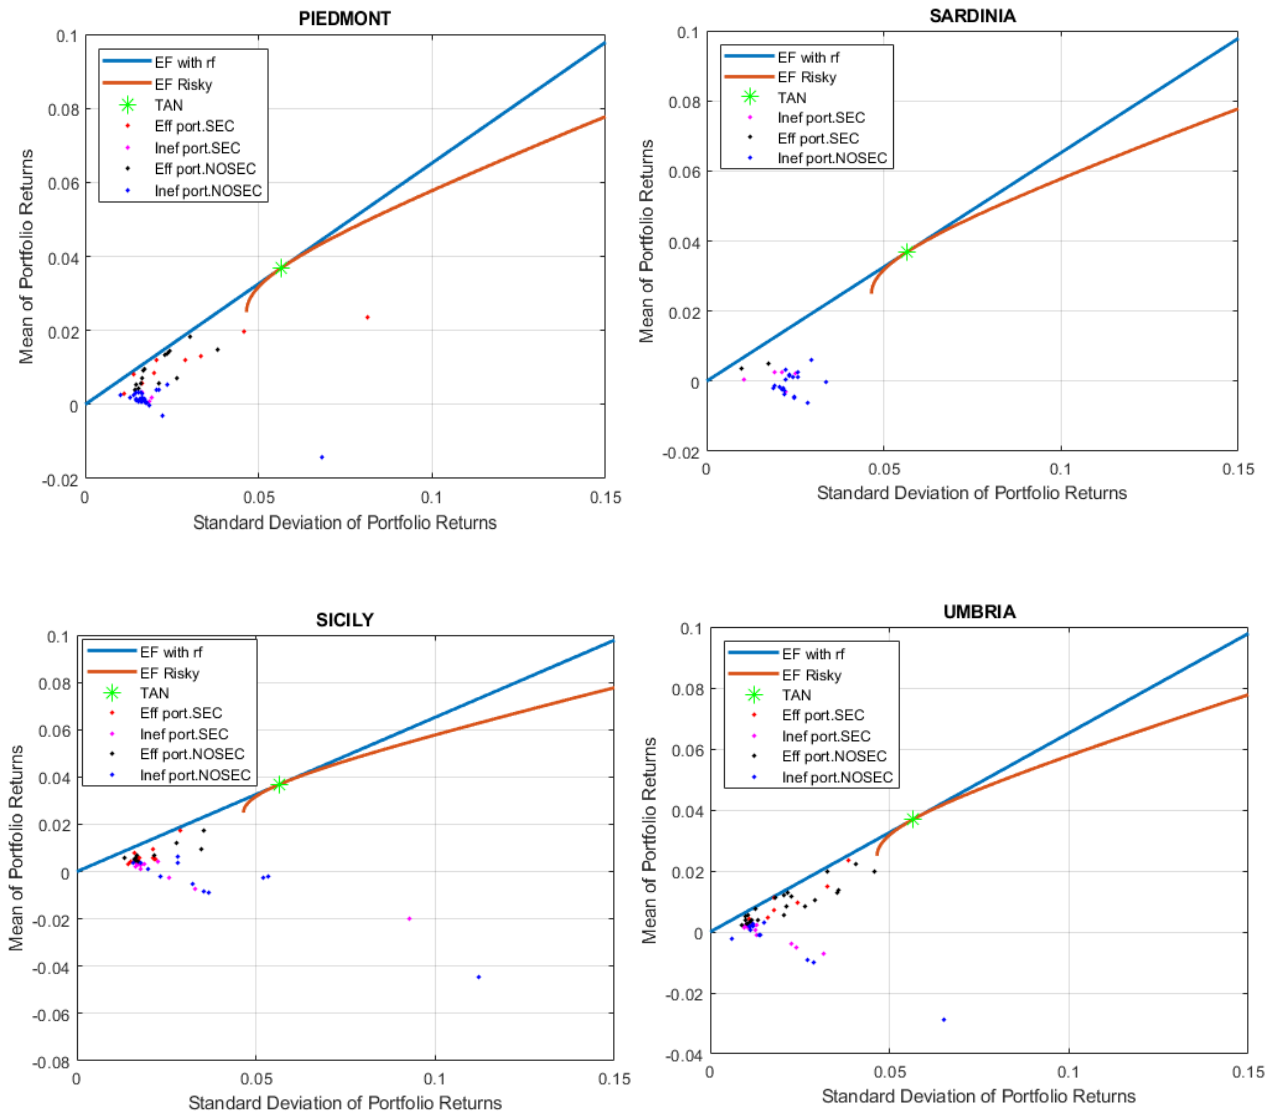 PIEDMONT
0.1
0.08
0.06
0.04
0.02
0
-0.02
0
0.05
0.1
0.15
Mean of Portfolio Returns
Standard Deviation of Portfolio Returns
EF with rf
EF Risky
TAN
Eff port.SEC
Inef port.SEC
Eff port.NOSEC
Inef port.NOSEC
SARDINIA
0.1
0.08
0.06
0.04
0.02
0
-0.02
0
0.05
0.1
0.15
Mean of Portfolio Returns
Standard Deviation of Portfolio Returns
EF with rf
EF Risky
TAN
Inef port.SEC
Eff port.SEC
Inef port.NOSEC
SICILY
0.1
0.08
0.06
0.04
0.02
0
-0.02
-0.04
-0.06
-0.08
0
0.05
0.1
0.15
Mean of Portfolio Returns
Standard Deviation of Portfolio Returns
EF with rf
EF Risky
TAN
Eff port.SEC
Inef port.SEC
Eff port.NOSEC
Inef port.NOSEC
UMBRIA
0.1
0.08
0.06
0.04
0.02
0
-0.02
-0.04
0
0.05
0.1
0.15
Mean of Portfolio Returns
Standard Deviation of Portfolio Returns
EF with rf
EF Risky
TAN
Eff port.SEC
Inef port.SEC
Eff port.NOSEC
Inef port.NOSEC